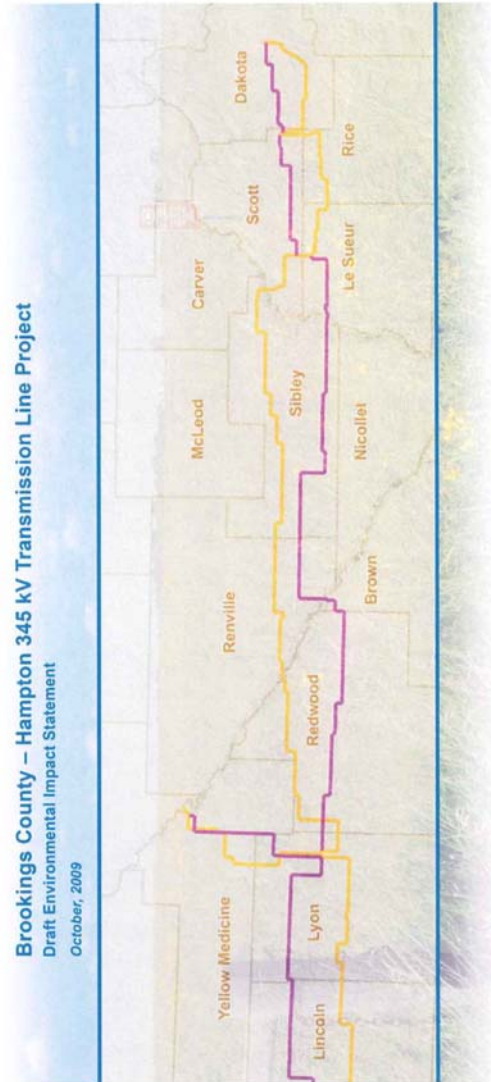 Brookings County – Hampton 345 kV Transmission Line Project
Draft Environmental Impact Statement
October, 2009
Yellow Medicine
Lincoln
Lyon
Redwood
Renville
Brown
McLeod
Sibley
Nicollet
Carver
Scott
Le Sueur
Rice
Dakota